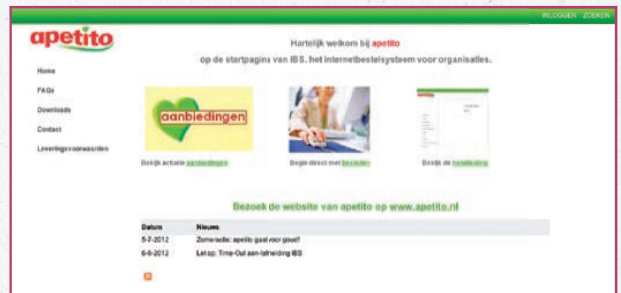 INLOGGEN ZOEKEN
apetito
Hartelijk welkom bij apetito
op de startpagina van IBS, het internetbestelsysteem voor organisaties.
Home
FAQs
Downloads
Contact
Leveringsvoorwaarden
aanbiedingen
Bekijk actuele aanbiedingen
Begin direct met bestellen
Bekijk de handleiding
Bezoek de website van apetito op www.apetito.nl
Datum Nieuws
5-7-2012 Zomeractie: apetito gaat voor goud!
6-6-2012 Let op: Time-Out aan-/afmelding IBS